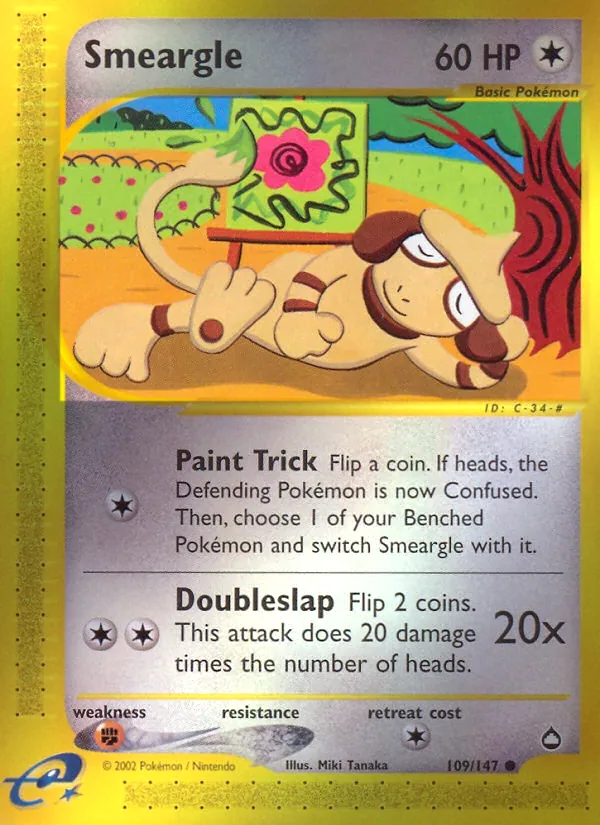 Smeargle 60 HP
Basic Pokémon
ID: C-34-#
Paint Trick Flip a coin. If heads, the
Defending Pokémon is now Confused.
Then, choose 1 of your Benched
Pokémon and switch Smeargle with it.
Doubleslap Flip 2 coins.
This attack does 20 damage 20x
times the number of heads.
weakness resistance retreat cost
© 2002 Pokémon / Nintendo Illus. Miki Tanaka 109/147
e